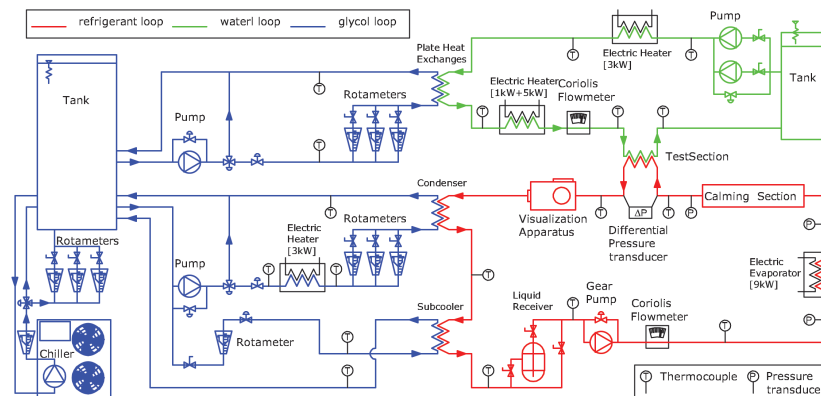 refrigerant loop
waterl loop
glycol loop
Pump
Plate Heat
Exchanges
Electric Heater
[3kW]
Tank
Tank
Electric Heater
[1kW+5kW]
Coriolis
Flowmeter
Rotameters
Pump
T
T
T
T
T
T
T
TestSection
Condenser
Calming Section
ΔP
Visualization
Apparatus
T
T
T
P
P
Differential
Pressure
transducer
Rotameters
Rotameters
Electric
Heater
[3kW]
Pump
T
T
T
Electric
Evaporator
[9kW]
Gear
Pump
Liquid
Receiver
Coriolis
Flowmeter
Subcooler
T
T
P
Rotameter
Chiller
T
T
T
T
T Thermocouple
P Pressure
transduc